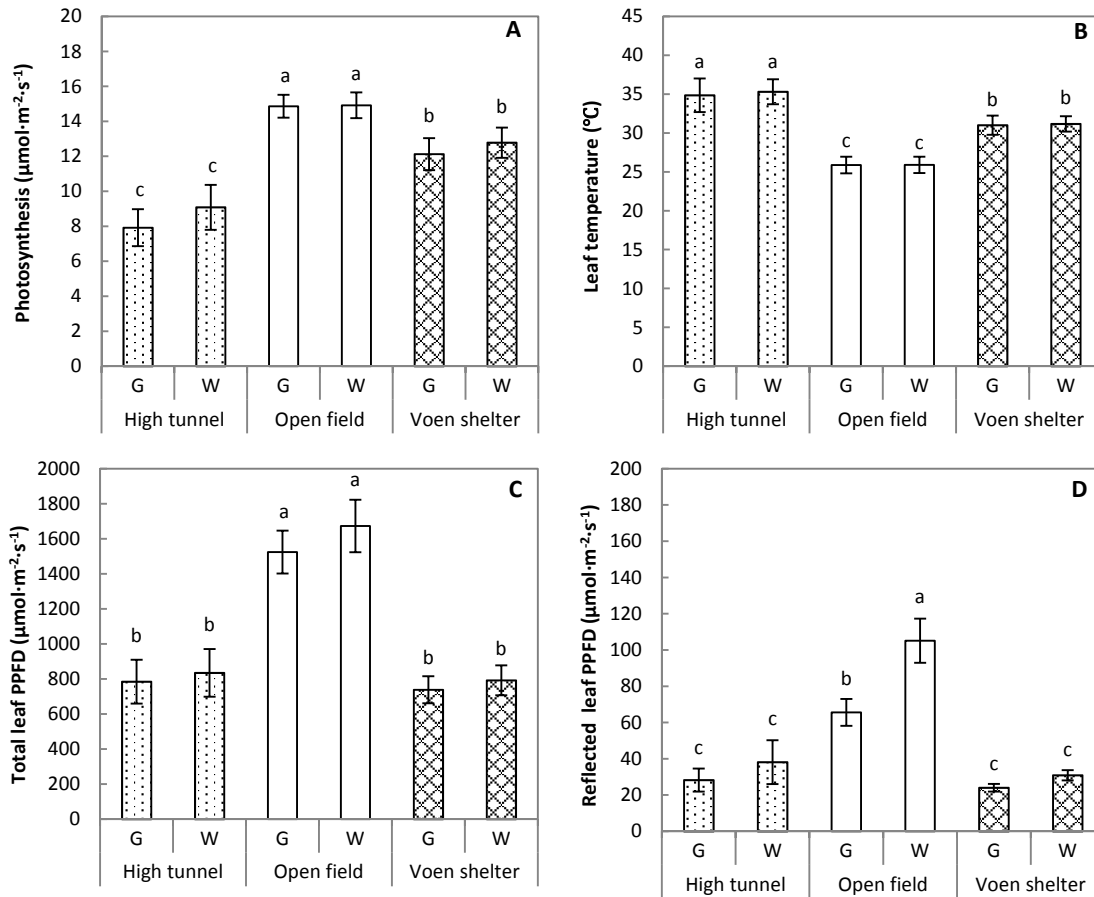 A
Photosynthesis (µmol·m⁻²·s⁻¹)
20
18
16
14
12
10
8
6
4
2
0
c
c
a
a
b
b
G W G W G W
High tunnel Open field Voen shelter
B
Leaf temperature (°C)
45
40
35
30
25
20
15
10
5
0
a
a
c
c
b
b
G W G W G W
High tunnel Open field Voen shelter
C
Total leaf PPFD (µmol·m⁻²·s⁻¹)
2000
1800
1600
1400
1200
1000
800
600
400
200
0
b
b
a
a
b
b
G W G W G W
High tunnel Open field Voen shelter
D
Reflected leaf PPFD (µmol·m⁻²·s⁻¹)
200
180
160
140
120
100
80
60
40
20
0
c
c
b
a
c
c
G W G W G W
High tunnel Open field Voen shelter